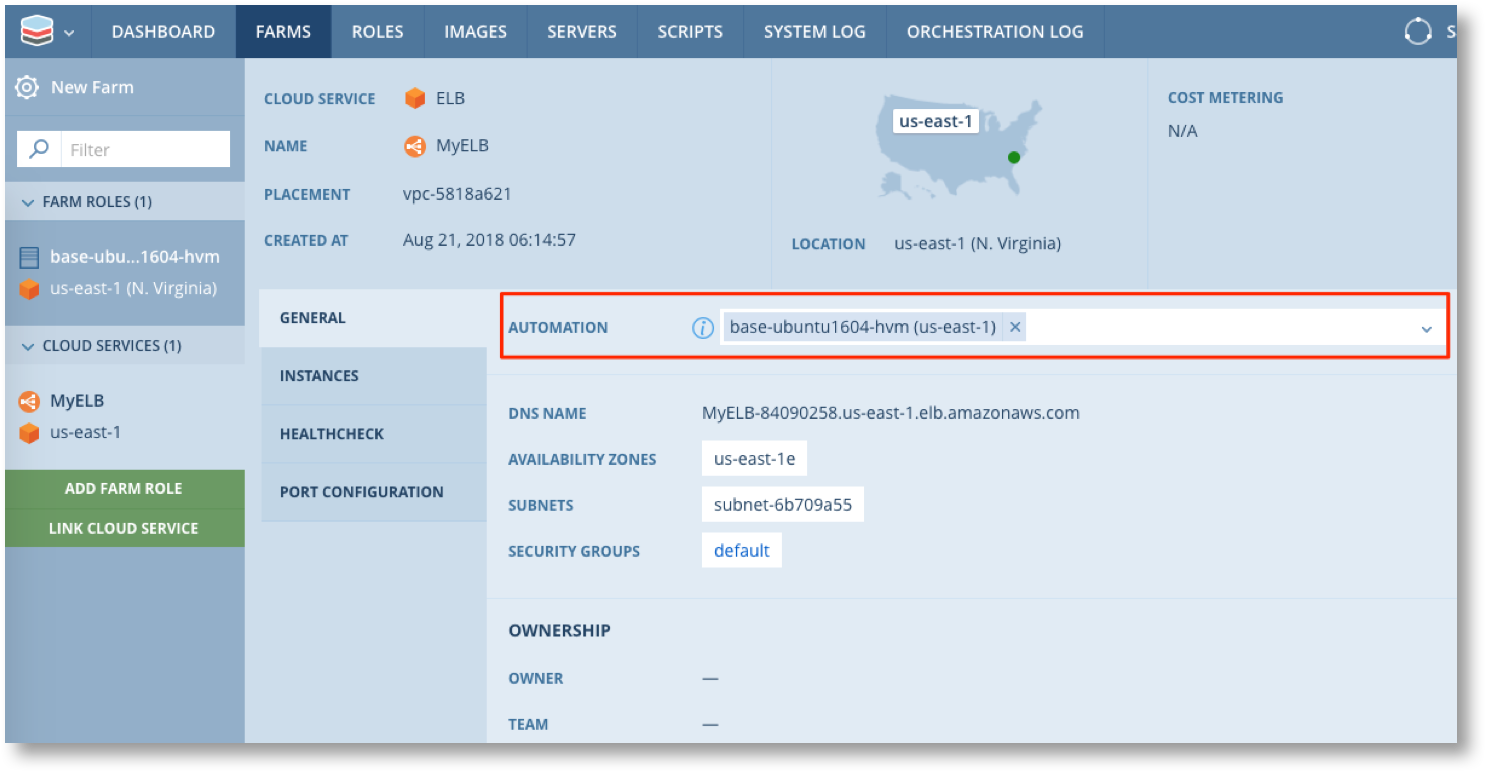 DASHBOARD FARMS ROLES IMAGES SERVERS SCRIPTS SYSTEM LOG ORCHESTRATION LOG S
New Farm
Filter
FARM ROLES (1)
base-ubu...1604-hvm
us-east-1 (N. Virginia)
CLOUD SERVICES (1)
MyELB
us-east-1
ADD FARM ROLE
LINK CLOUD SERVICE
CLOUD SERVICE ELB
NAME MyELB
PLACEMENT vpc-5818a621
CREATED AT Aug 21, 2018 06:14:57
us-east-1
LOCATION us-east-1 (N. Virginia)
COST METERING
N/A
GENERAL
INSTANCES
HEALTHCHECK
PORT CONFIGURATION
AUTOMATION i base-ubuntu1604-hvm (us-east-1) ×
DNS NAME MyELB-84090258.us-east-1.elb.amazonaws.com
AVAILABILITY ZONES us-east-1e
SUBNETS subnet-6b709a55
SECURITY GROUPS default
OWNERSHIP
OWNER —
TEAM —